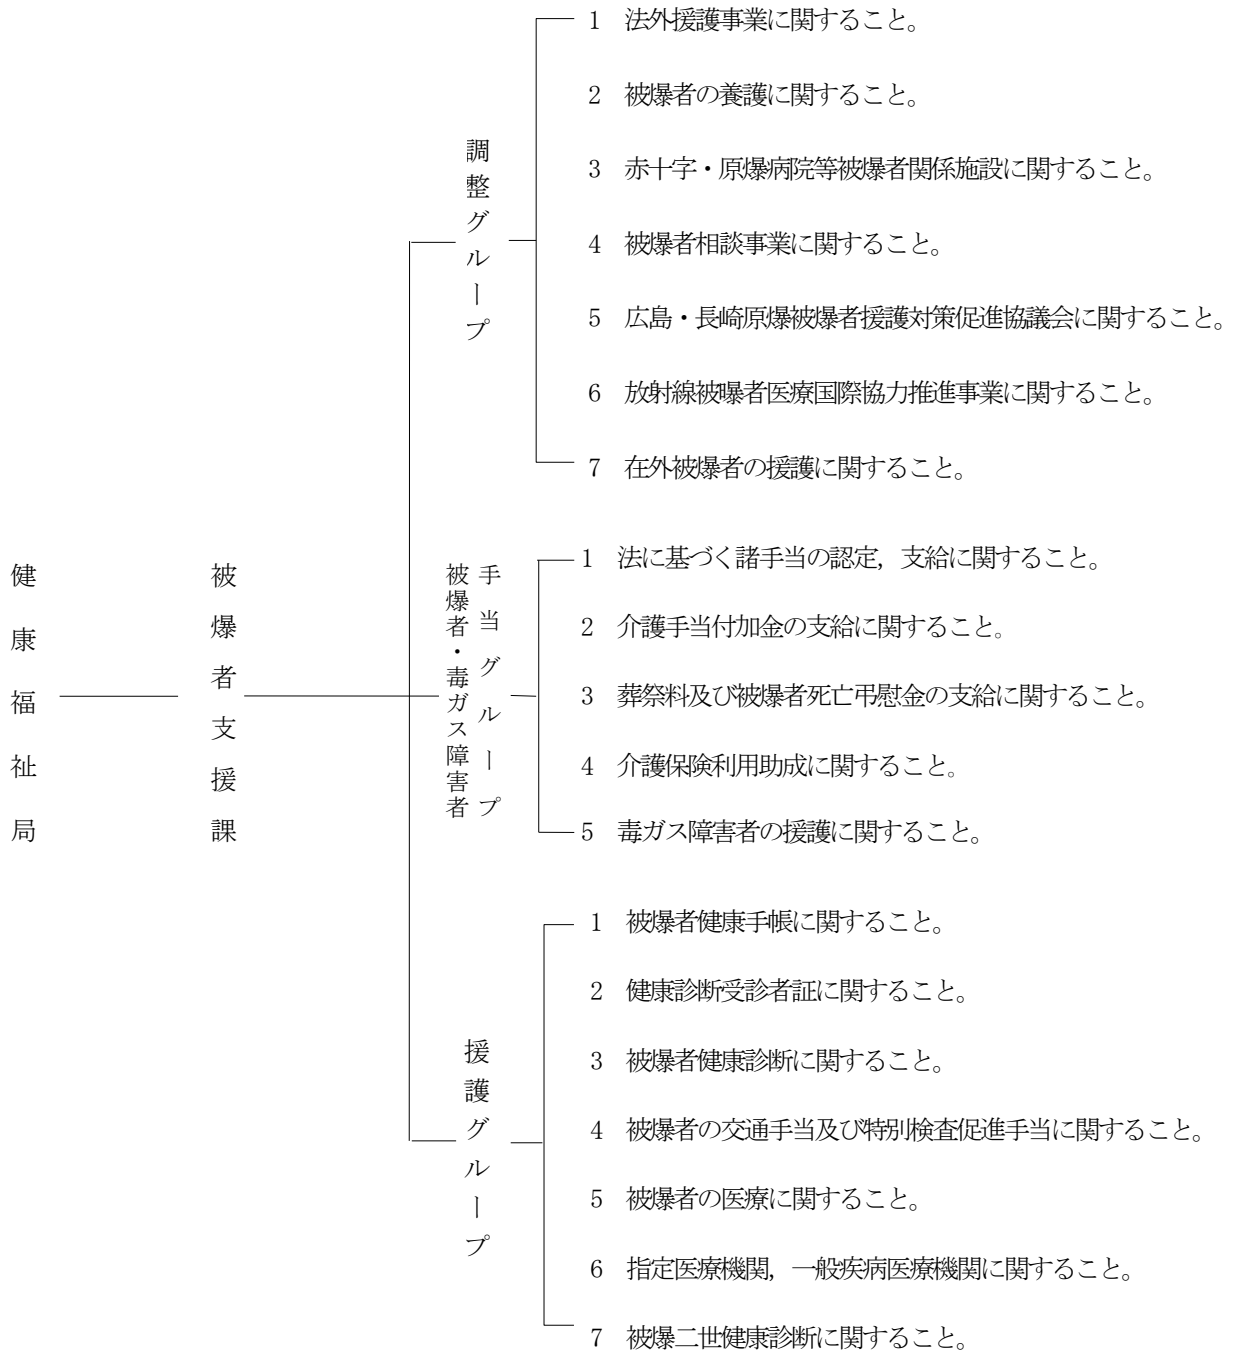 健康福祉局
被爆者支援課
調整グループ
1 法外援護事業に関すること。
2 被爆者の養護に関すること。
3 赤十字・原爆病院等被爆者関係施設に関すること。
4 被爆者相談事業に関すること。
5 広島・長崎原爆被爆者援護対策促進協議会に関すること。
6 放射線被曝者医療国際協力推進事業に関すること。
7 在外被爆者の援護に関すること。
被爆者・毒ガス障害者
手当グループ
1 法に基づく諸手当の認定，支給に関すること。
2 介護手当付加金の支給に関すること。
3 葬祭料及び被爆者死亡弔慰金の支給に関すること。
4 介護保険利用助成に関すること。
5 毒ガス障害者の援護に関すること。
援護グループ
1 被爆者健康手帳に関すること。
2 健康診断受診者証に関すること。
3 被爆者健康診断に関すること。
4 被爆者の交通手当及び特別検査促進手当に関すること。
5 被爆者の医療に関すること。
6 指定医療機関，一般疾病医療機関に関すること。
7 被爆二世健康診断に関すること。